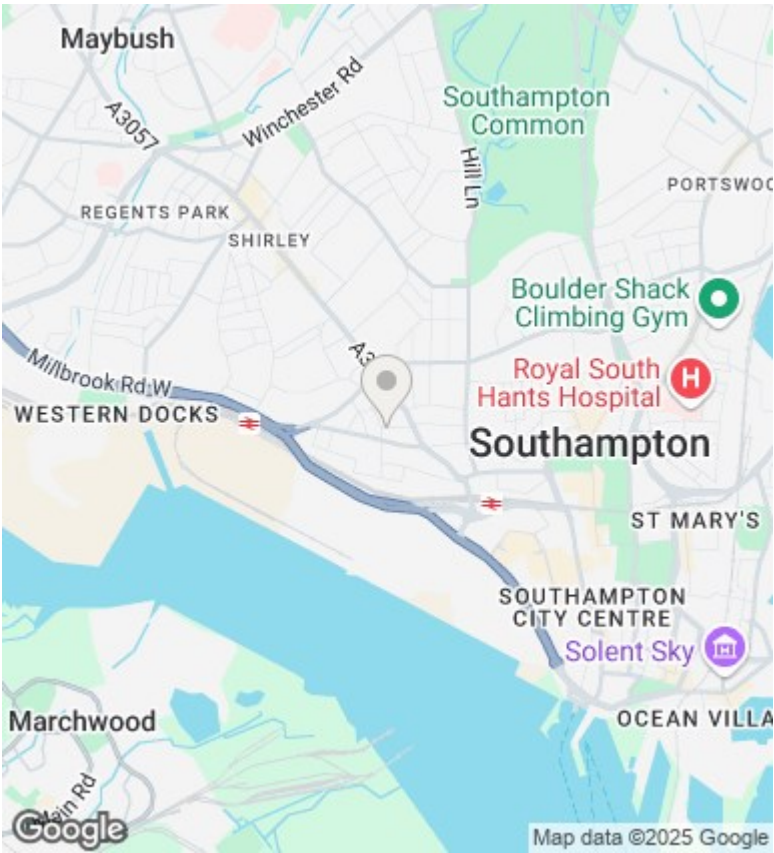 Maybush
Winchester Rd
A3057
Southampton
Common
Hill Ln
PORTSWOO
REGENTS PARK
SHIRLEY
Boulder Shack
Climbing Gym
A3
Millbrook Rd W
Royal South
Hants Hospital
H
WESTERN DOCKS
Southampton
ST MARY'S
SOUTHAMPTON
CITY CENTRE
Solent Sky
Marchwood
OCEAN VILLA
Main Rd
Google
Map data ©2025 Google